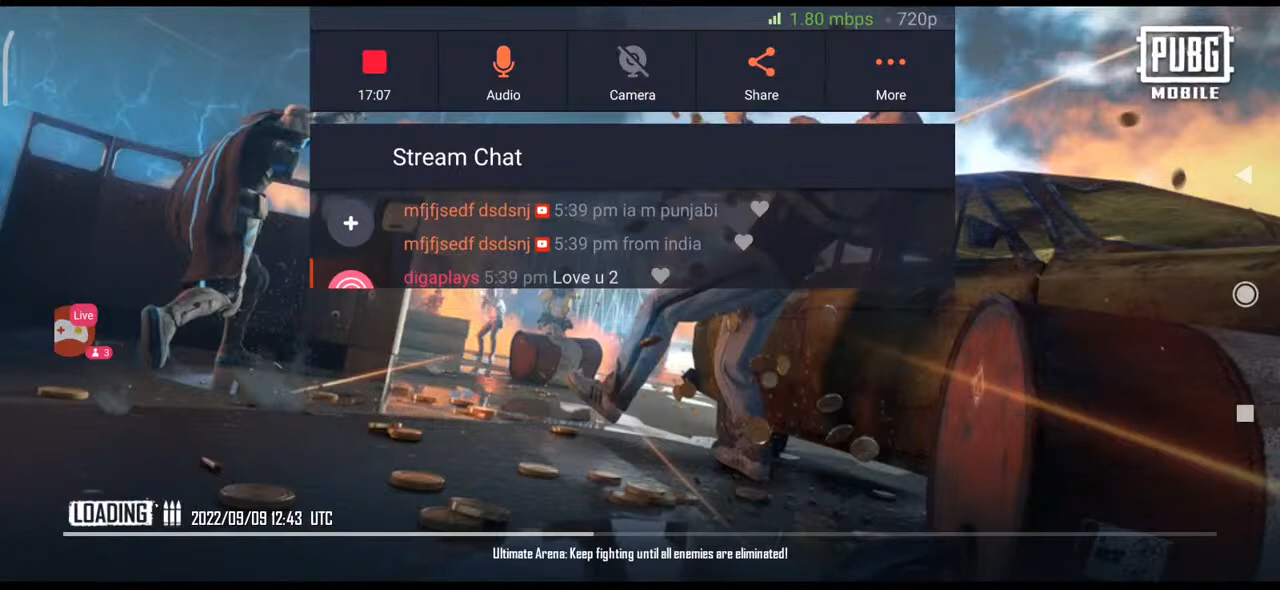 1.80 mbps • 720p
PUBG
MOBILE
17:07
Audio
Camera
Share
More
Stream Chat
mfjfjsedf dsdsnj 5:39 pm ia m punjabi
mfjfjsedf dsdsnj 5:39 pm from india
digaplays 5:39 pm Love u 2
Live
3
LOADING 2022/09/09 12:43 UTC
Ultimate Arena: Keep fighting until all enemies are eliminated!